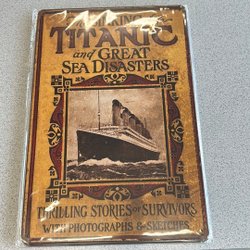 TITANIC
and GREAT
SEA DISASTERS
THRILLING STORIES of SURVIVORS
WITH PHOTOGRAPHS & SKETCHES